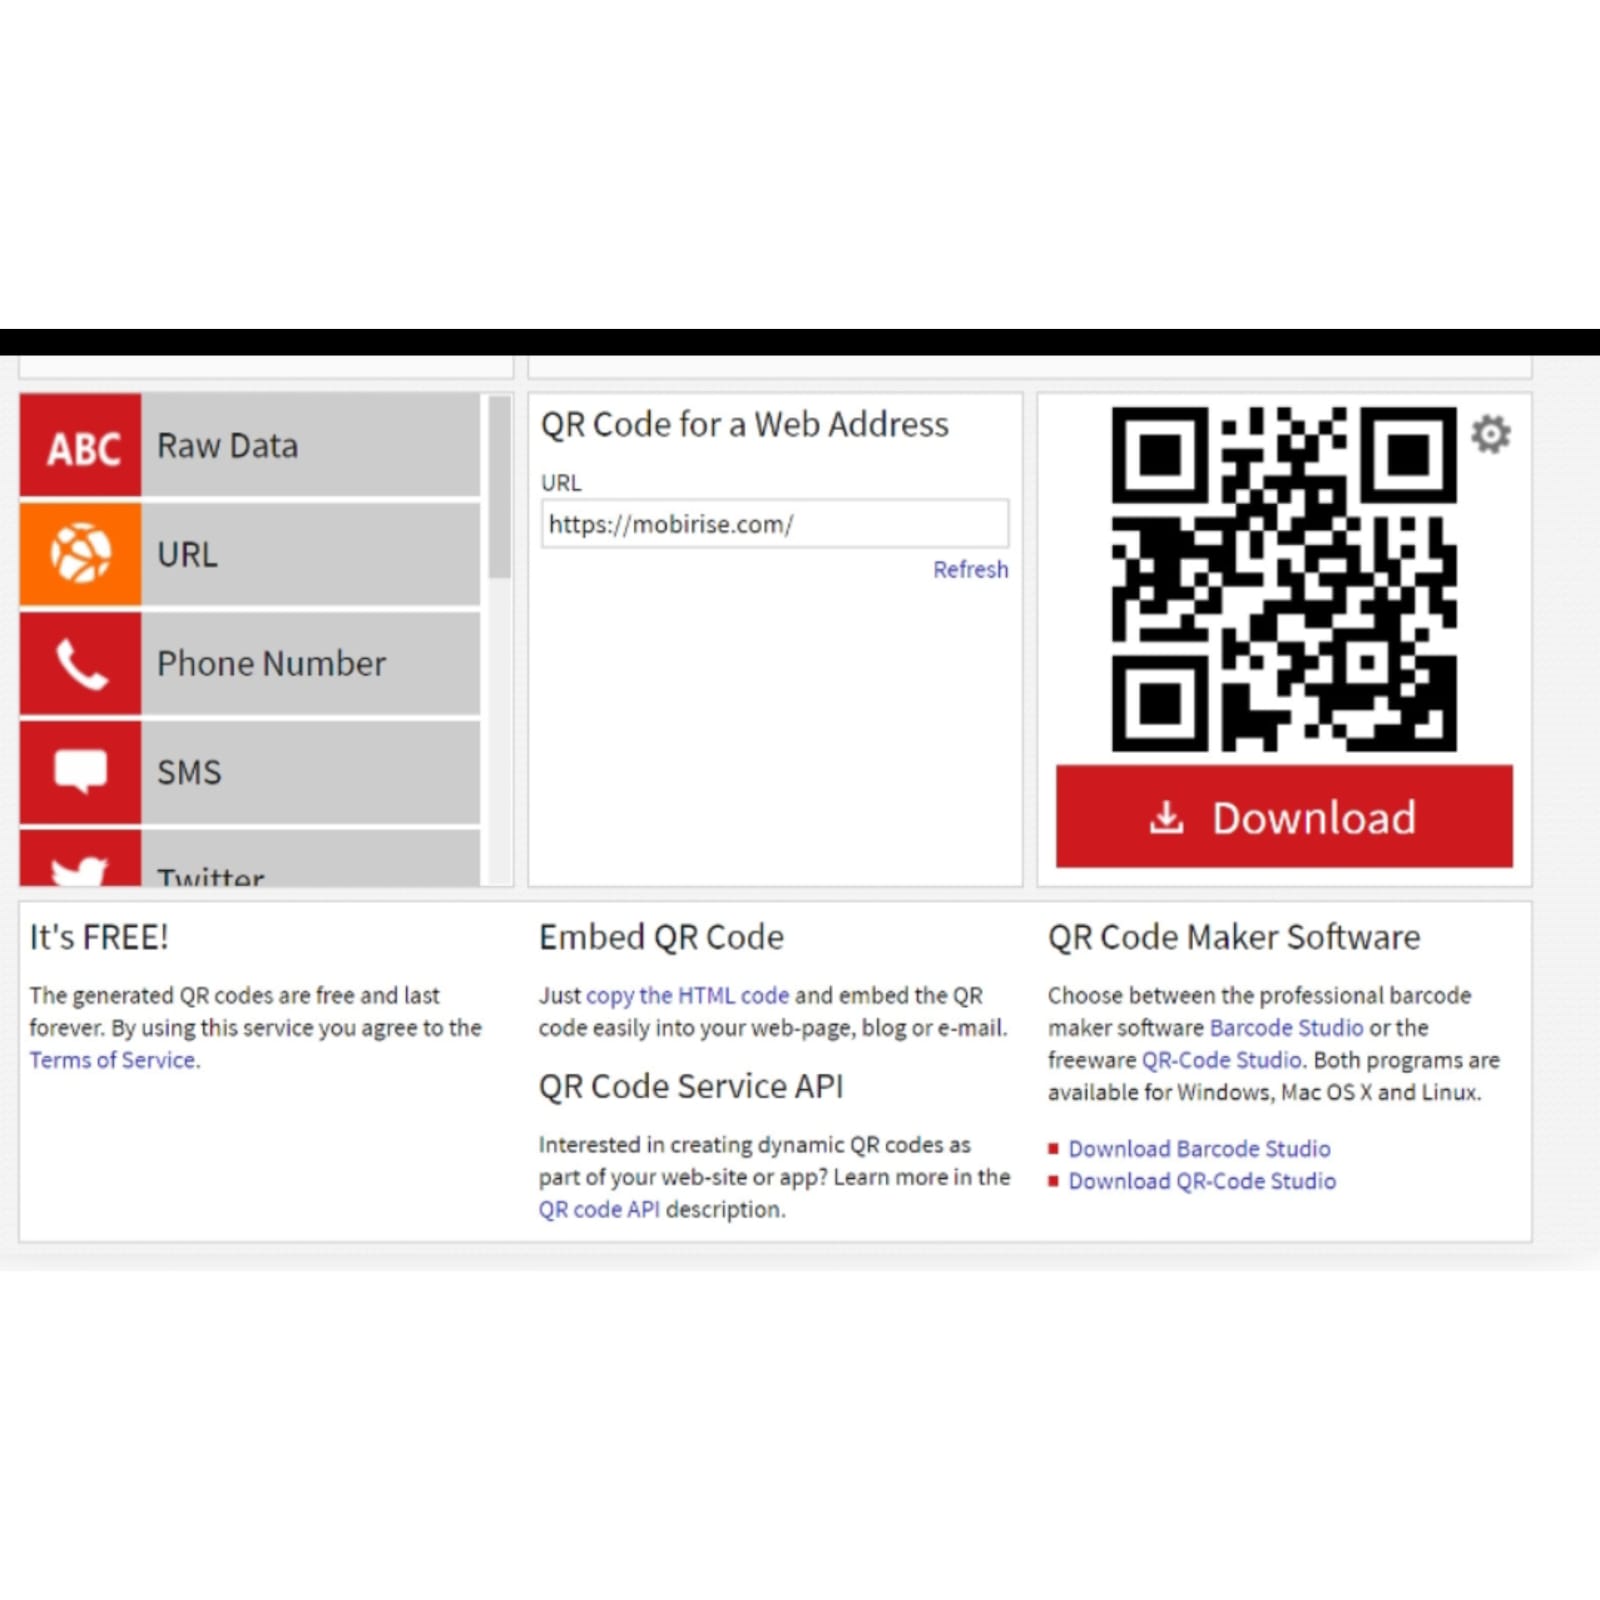 ABC Raw Data
URL
Phone Number
SMS
Twitter
QR Code for a Web Address
URL
https://mobirise.com/
Refresh
Download
It's FREE!
The generated QR codes are free and last
forever. By using this service you agree to the
Terms of Service.
Embed QR Code
Just copy the HTML code and embed the QR
code easily into your web-page, blog or e-mail.
QR Code Service API
Interested in creating dynamic QR codes as
part of your web-site or app? Learn more in the
QR code API description.
QR Code Maker Software
Choose between the professional barcode
maker software Barcode Studio or the
freeware QR-Code Studio. Both programs are
available for Windows, Mac OS X and Linux.
Download Barcode Studio
Download QR-Code Studio